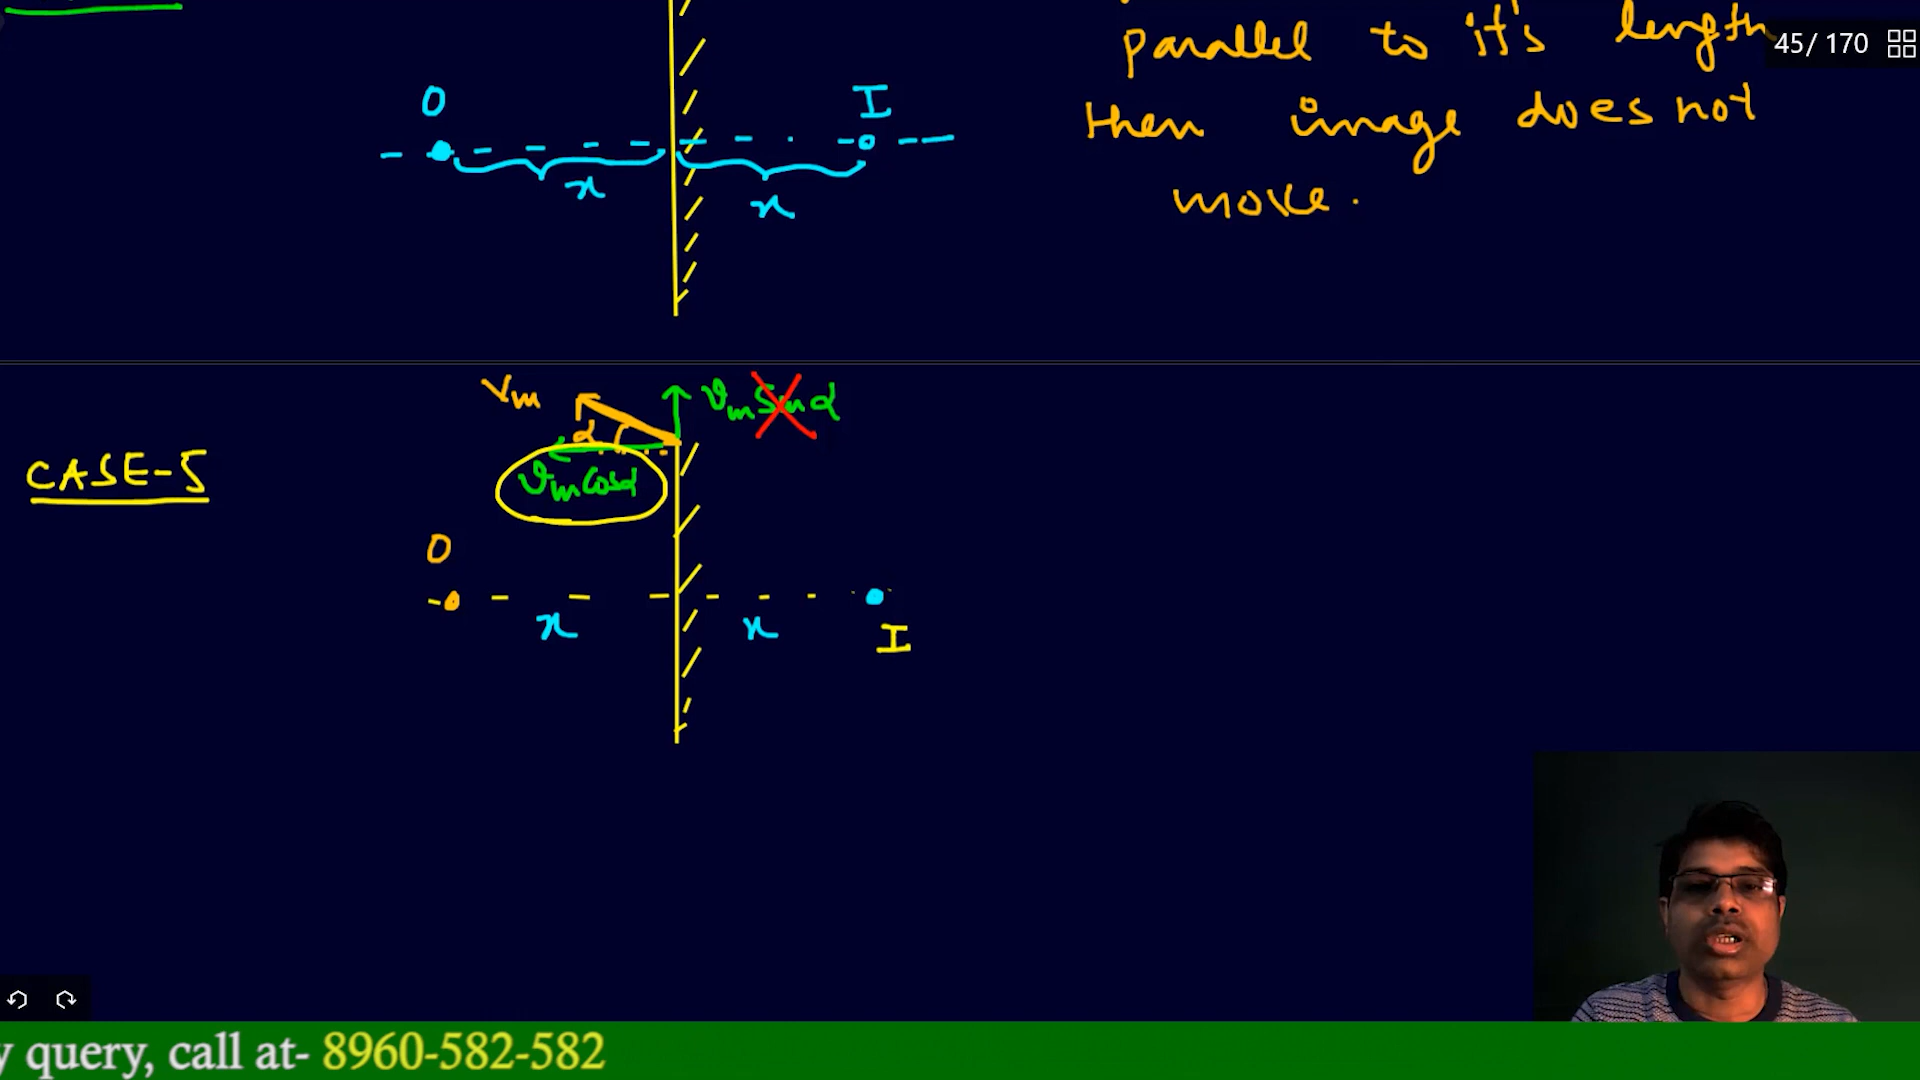 parallel to it's length
45/ 170
O
I
then image does not
x
x
move.
Vm
vm Sin α
α
CASE-5
vm Cosα
O
x
x
I
y query, call at- 8960-582-582